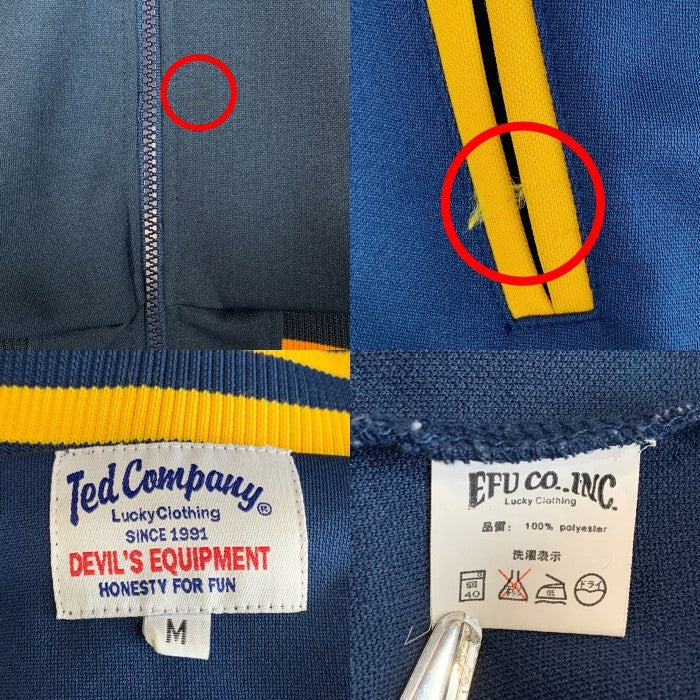 Ted Company®
Lucky Clothing
SINCE 1991
DEVIL'S EQUIPMENT
HONESTY FOR FUN
M
EFU CO.,INC.
Lucky Clothing
品質: 100% polyester
洗濯表示
弱
40
低
ドライ